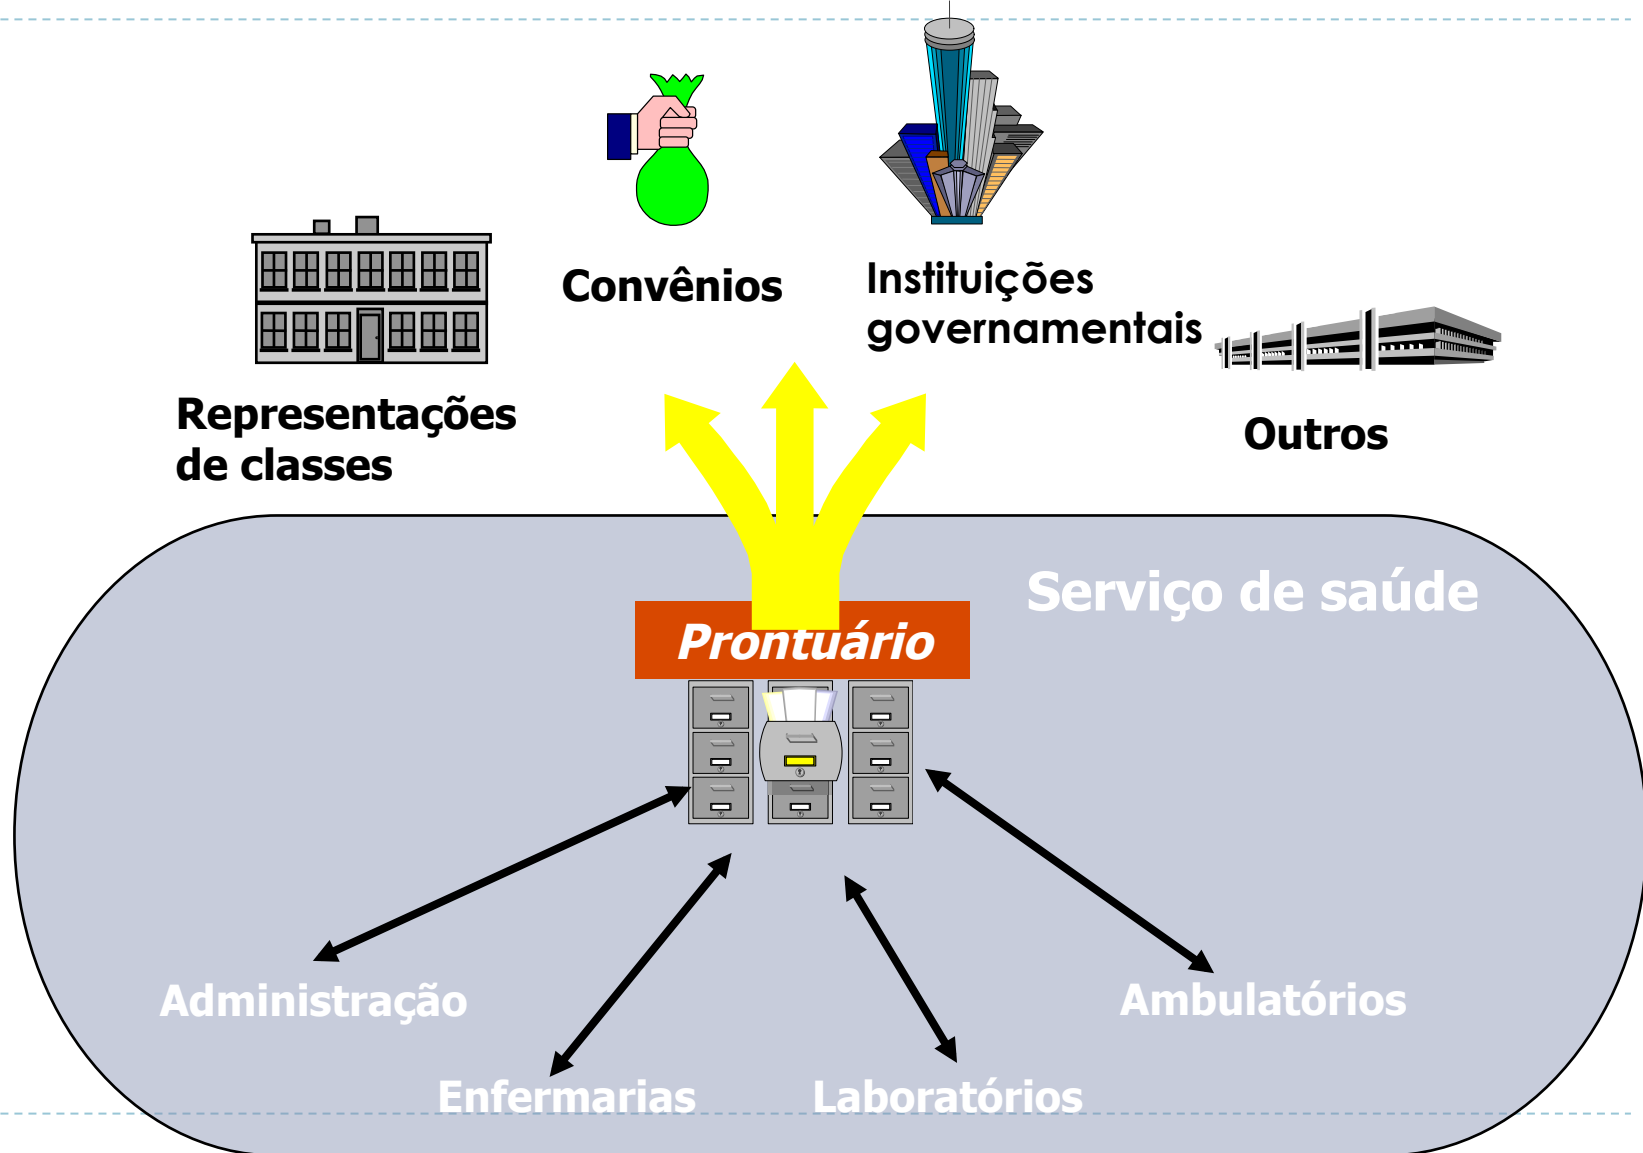 Convênios
Instituições
governamentais
Representações
de classes
Outros
Serviço de saúde
Prontuário
Administração
Ambulatórios
Enfermarias
Laboratórios